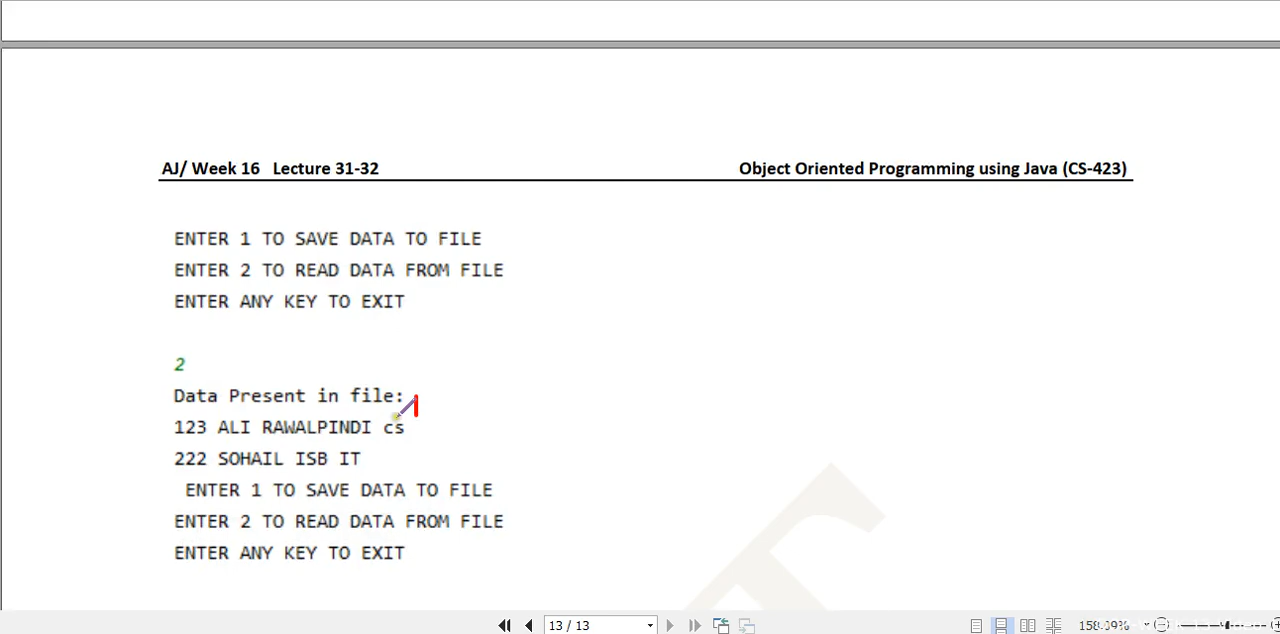 AJ/ Week 16 Lecture 31-32 Object Oriented Programming using Java (CS-423)
ENTER 1 TO SAVE DATA TO FILE
ENTER 2 TO READ DATA FROM FILE
ENTER ANY KEY TO EXIT
2
Data Present in file:
123 ALI RAWALPINDI cs
222 SOHAIL ISB IT
ENTER 1 TO SAVE DATA TO FILE
ENTER 2 TO READ DATA FROM FILE
ENTER ANY KEY TO EXIT
13 / 13